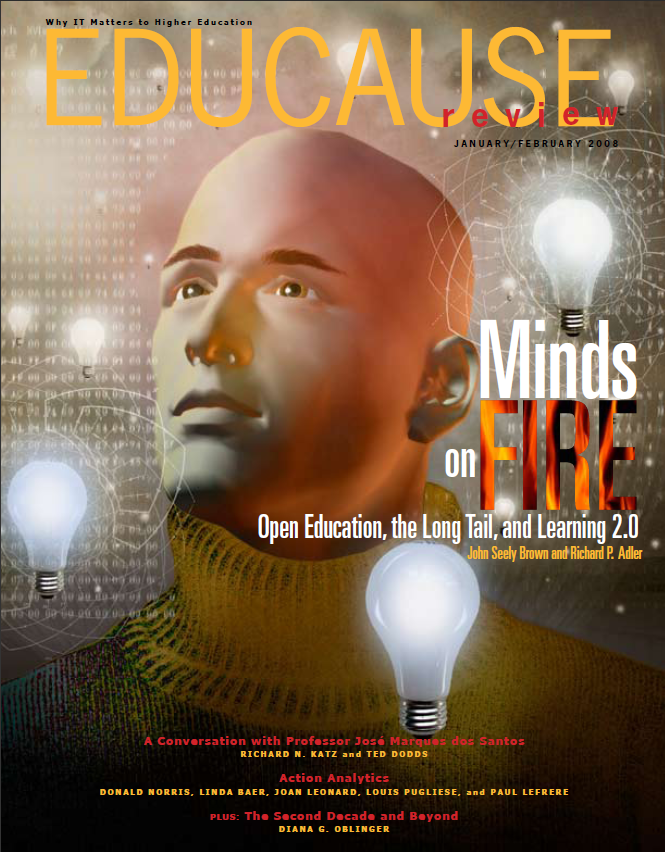 Why IT Matters to Higher Education
EDUCAUSE
review
JANUARY/FEBRUARY 2008
Minds
on FIRE
Open Education, the Long Tail, and Learning 2.0
John Seely Brown and Richard P. Adler
A Conversation with Professor José Marques dos Santos
RICHARD N. KATZ and TED DODDS
Action Analytics
DONALD NORRIS, LINDA BAER, JOAN LEONARD, LOUIS PUGLIESE, and PAUL LEFRERE
PLUS: The Second Decade and Beyond
DIANA G. OBLINGER